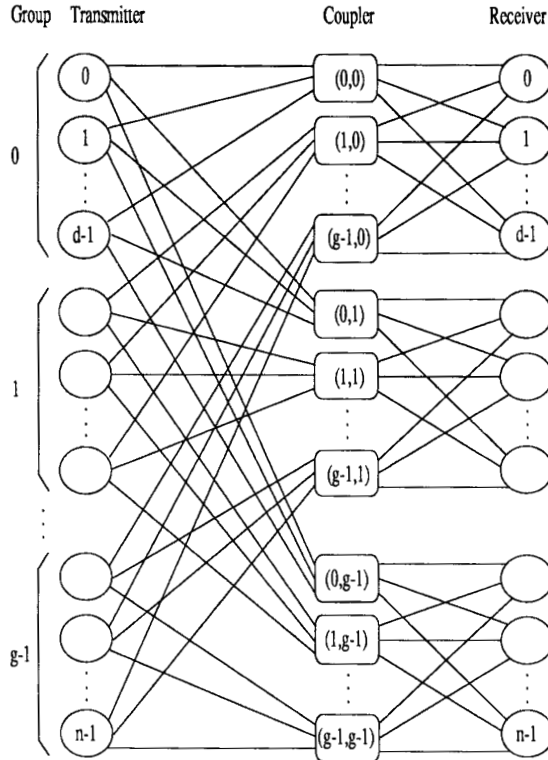 Group Transmitter Coupler Receiver
0 (0,0) 0
1 (1,0) 1
0
d-1 (g-1,0) d-1
(0,1)
1 (1,1)
(g-1,1)
(0,g-1)
(1,g-1)
g-1
n-1 (g-1,g-1) n-1